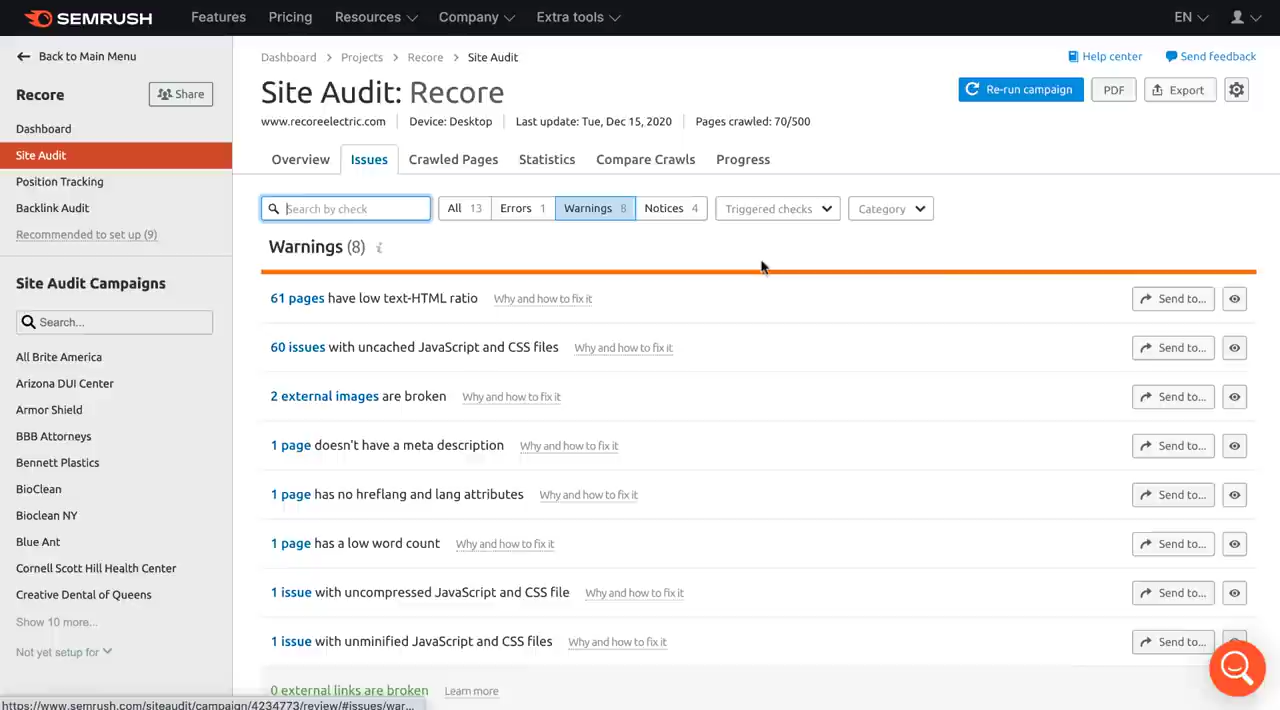 SEMRUSH Features Pricing Resources Company Extra tools EN
Back to Main Menu
Recore Share
Dashboard
Site Audit
Position Tracking
Backlink Audit
Recommended to set up (9)
Site Audit Campaigns
Search...
All Brite America
Arizona DUI Center
Armor Shield
BBB Attorneys
Bennett Plastics
BioClean
Bioclean NY
Blue Ant
Cornell Scott Hill Health Center
Creative Dental of Queens
Show 10 more...
Not yet setup for
Dashboard > Projects > Recore > Site Audit
Help center Send feedback
Site Audit: Recore
Re-run campaign PDF Export
www.recoreelectric.com Device: Desktop Last update: Tue, Dec 15, 2020 Pages crawled: 70/500
Overview Issues Crawled Pages Statistics Compare Crawls Progress
Search by check All 13 Errors 1 Warnings 8 Notices 4 Triggered checks Category
Warnings (8) i
61 pages have low text-HTML ratio Why and how to fix it Send to...
60 issues with uncached JavaScript and CSS files Why and how to fix it Send to...
2 external images are broken Why and how to fix it Send to...
1 page doesn't have a meta description Why and how to fix it Send to...
1 page has no hreflang and lang attributes Why and how to fix it Send to...
1 page has a low word count Why and how to fix it Send to...
1 issue with uncompressed JavaScript and CSS file Why and how to fix it Send to...
1 issue with unminified JavaScript and CSS files Why and how to fix it Send to...
0 external links are broken Learn more
https://www.semrush.com/siteaudit/campaign/4234773/review/#issues/war...